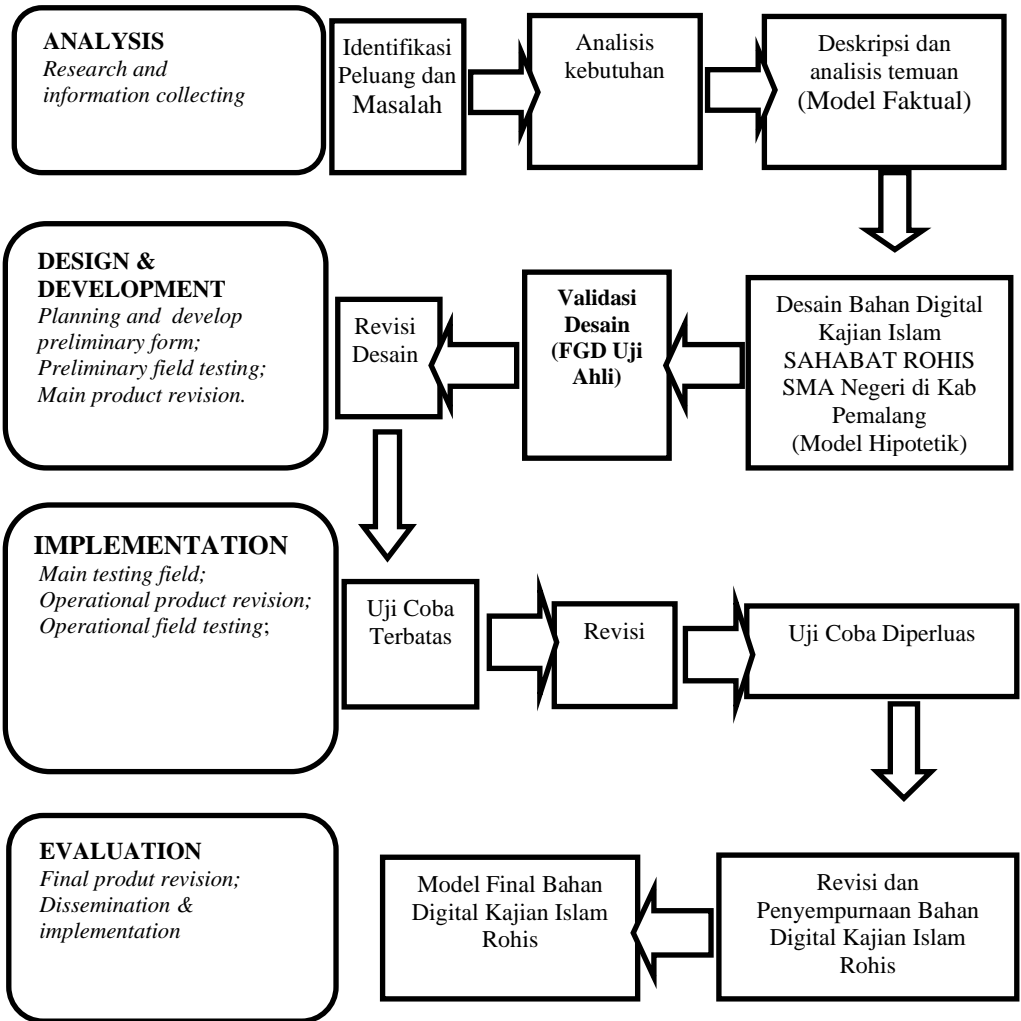 ANALYSIS
Research and
information collecting
Identifikasi
Peluang dan
Masalah
Analisis
kebutuhan
Deskripsi dan
analisis temuan
(Model Faktual)
DESIGN &
DEVELOPMENT
Planning and develop
preliminary form;
Preliminary field testing;
Main product revision.
Revisi
Desain
Validasi
Desain
(FGD Uji
Ahli)
Desain Bahan Digital
Kajian Islam
SAHABAT ROHIS
SMA Negeri di Kab
Pemalang
(Model Hipotetik)
IMPLEMENTATION
Main testing field;
Operational product revision;
Operational field testing;
Uji Coba
Terbatas
Revisi
Uji Coba Diperluas
EVALUATION
Final produt revision;
Dissemination &
implementation
Model Final Bahan
Digital Kajian Islam
Rohis
Revisi dan
Penyempurnaan Bahan
Digital Kajian Islam
Rohis